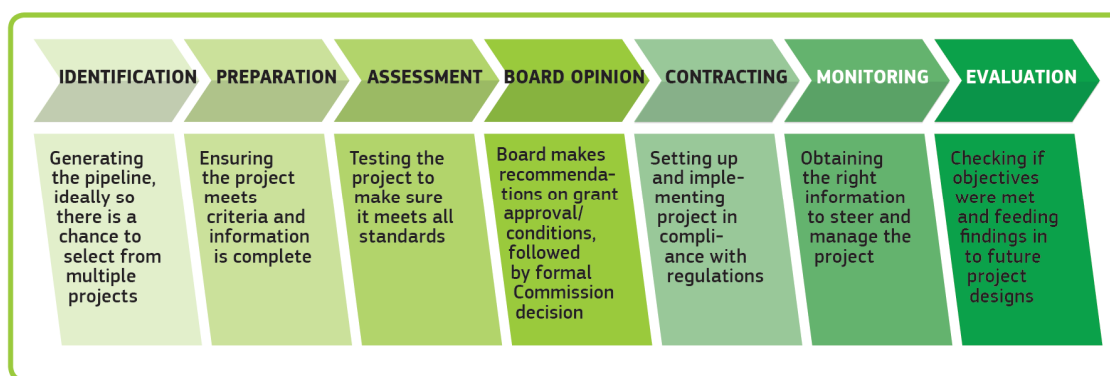 IDENTIFICATION
PREPARATION
ASSESSMENT
BOARD OPINION
CONTRACTING
MONITORING
EVALUATION
Generating
the pipeline,
ideally so
there is a
chance to
select from
multiple
projects
Ensuring
the project
meets
criteria and
information
is complete
Testing the
project to
make sure
it meets all
standards
Board makes
recommenda-
tions on grant
approval/
conditions,
followed
by formal
Commission
decision
Setting up
and imple-
menting
project in
compli-
ance with
regulations
Obtaining
the right
information
to steer and
manage the
project
Checking if
objectives
were met
and feeding
findings in
to future
project
designs